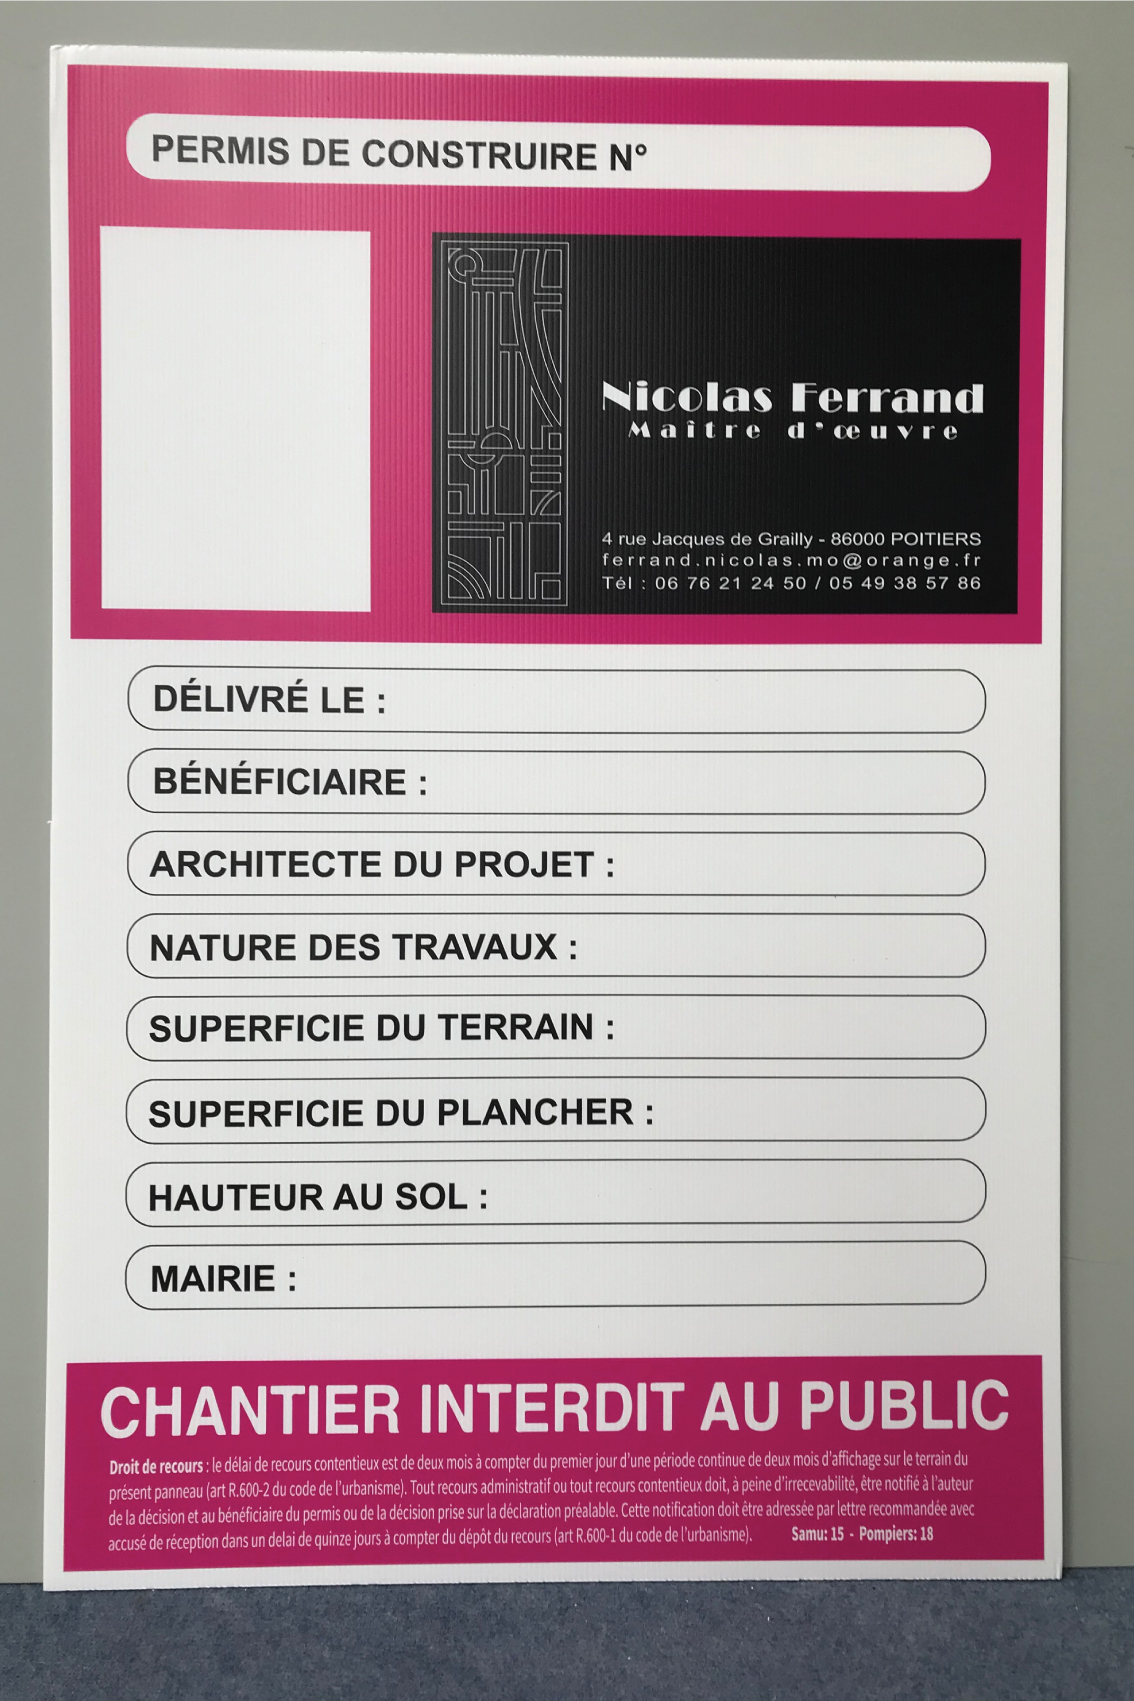 PERMIS DE CONSTRUIRE N°
Nicolas Ferrand
Maître d'œuvre
4 rue Jacques de Grailly - 86000 POITIERS
ferrand.nicolas.mo@orange.fr
Tél : 06 76 21 24 50 / 05 49 38 57 86
DÉLIVRÉ LE :
BÉNÉFICIAIRE :
ARCHITECTE DU PROJET :
NATURE DES TRAVAUX :
SUPERFICIE DU TERRAIN :
SUPERFICIE DU PLANCHER :
HAUTEUR AU SOL :
MAIRIE :
CHANTIER INTERDIT AU PUBLIC
Droit de recours : le délai de recours contentieux est de deux mois à compter du premier jour d'une période continue de deux mois d'affichage sur le terrain du
présent panneau (art R.600-2 du code de l'urbanisme). Tout recours administratif ou tout recours contentieux doit, à peine d'irrecevabilité, être notifié à l'auteur
de la décision et au bénéficiaire du permis ou de la décision prise sur la déclaration préalable. Cette notification doit être adressée par lettre recommandée avec
accusé de réception dans un delai de quinze jours à compter du dépôt du recours (art R.600-1 du code de l'urbanisme). Samu: 15 - Pompiers: 18